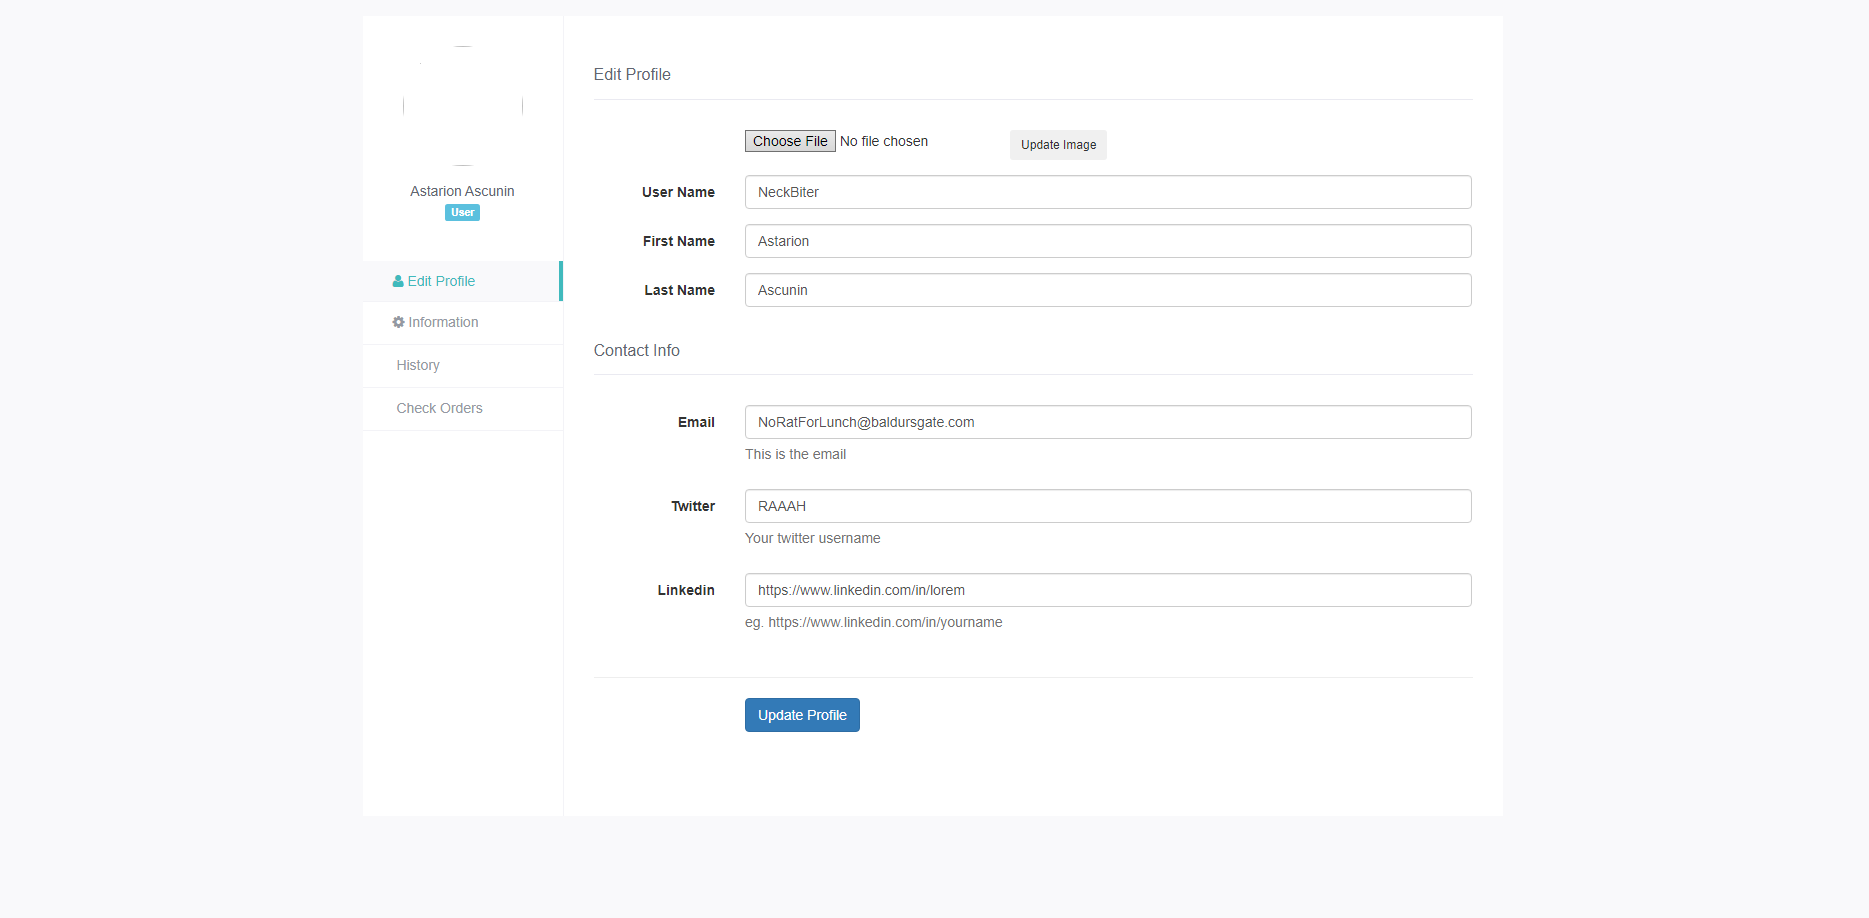 Astarion Ascunin
User
Edit Profile
Information
History
Check Orders
Edit Profile
Choose File No file chosen
Update Image
User Name NeckBiter
First Name Astarion
Last Name Ascunin
Contact Info
Email NoRatForLunch@baldursgate.com
This is the email
Twitter RAAAH
Your twitter username
Linkedin https://www.linkedin.com/in/lorem
eg. https://www.linkedin.com/in/yourname
Update Profile